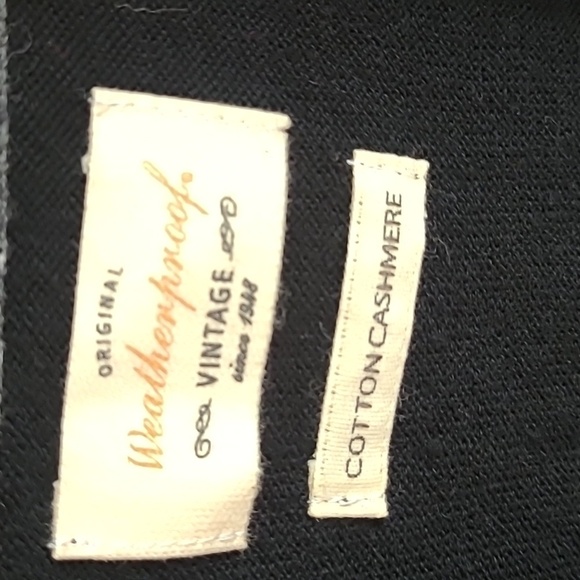 ORIGINAL
Weatherproof
VINTAGE
since 1948
COTTON CASHMERE